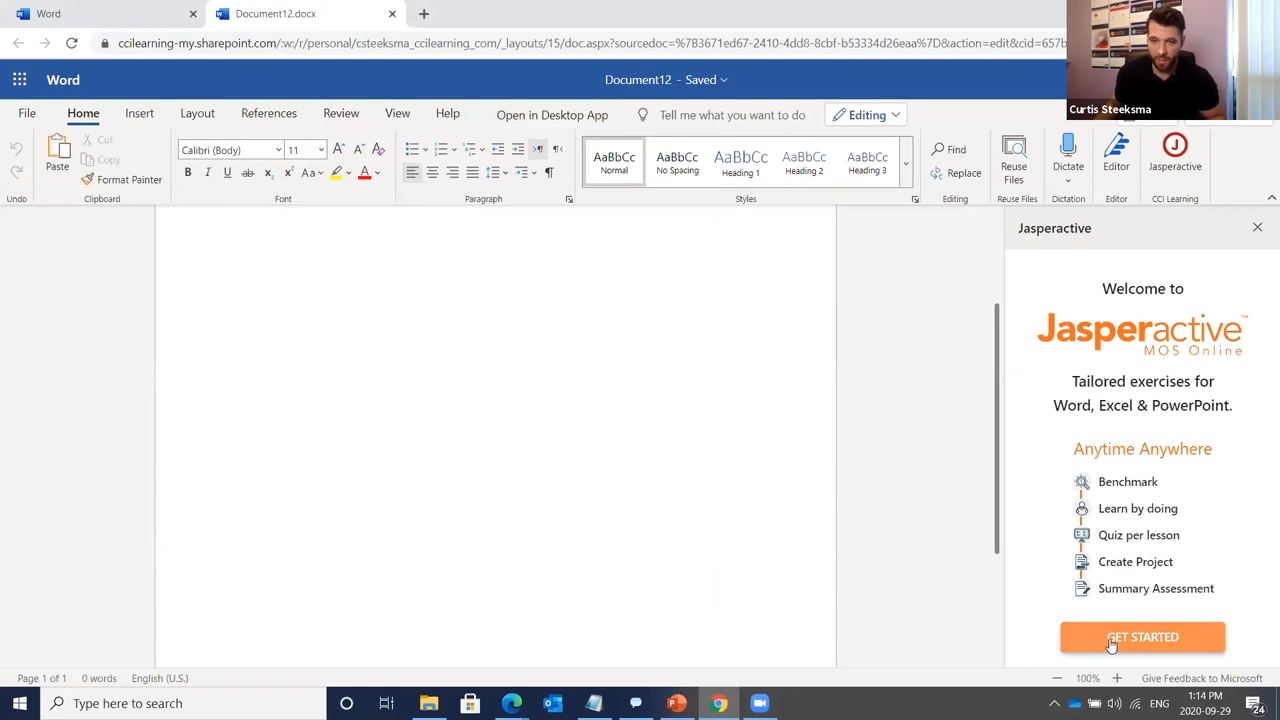 Word
Document12.docx
ccilearning-my.sharepoint.com/:w:/r/personal/csteeksma_ccilearning_com/_layouts/15/doc.aspx?sourcedoc=%7B3671ed67-2410-4dd8-8cbf-
Curtis Steeksma
Word
Document12 - Saved
File
Home
Insert
Layout
References
Review
View
Help
Open in Desktop App
Tell me what you want to do
Editing
Paste
Cut
Copy
Format Painter
Calibri (Body)
11
B I U ab x₂ x² Aa A
AaBbCc
Normal
AaBbCc
No Spacing
AaBbCc
Heading 1
AaBbCc
Heading 2
AaBbCc
Heading 3
Find
Replace
Reuse
Files
Dictate
Editor
J
Jasperactive
Undo
Clipboard
Font
Paragraph
Styles
Editing
Reuse Files
Dictation
Editor
CCI Learning
Jasperactive
Welcome to
Jasperactive™
MOS Online
Tailored exercises for
Word, Excel & PowerPoint.
Anytime Anywhere
Benchmark
Learn by doing
Quiz per lesson
Create Project
Summary Assessment
GET STARTED
Page 1 of 1
0 words
English (U.S.)
100%
Give Feedback to Microsoft
Type here to search
ENG
1:14 PM
2020-09-29
24